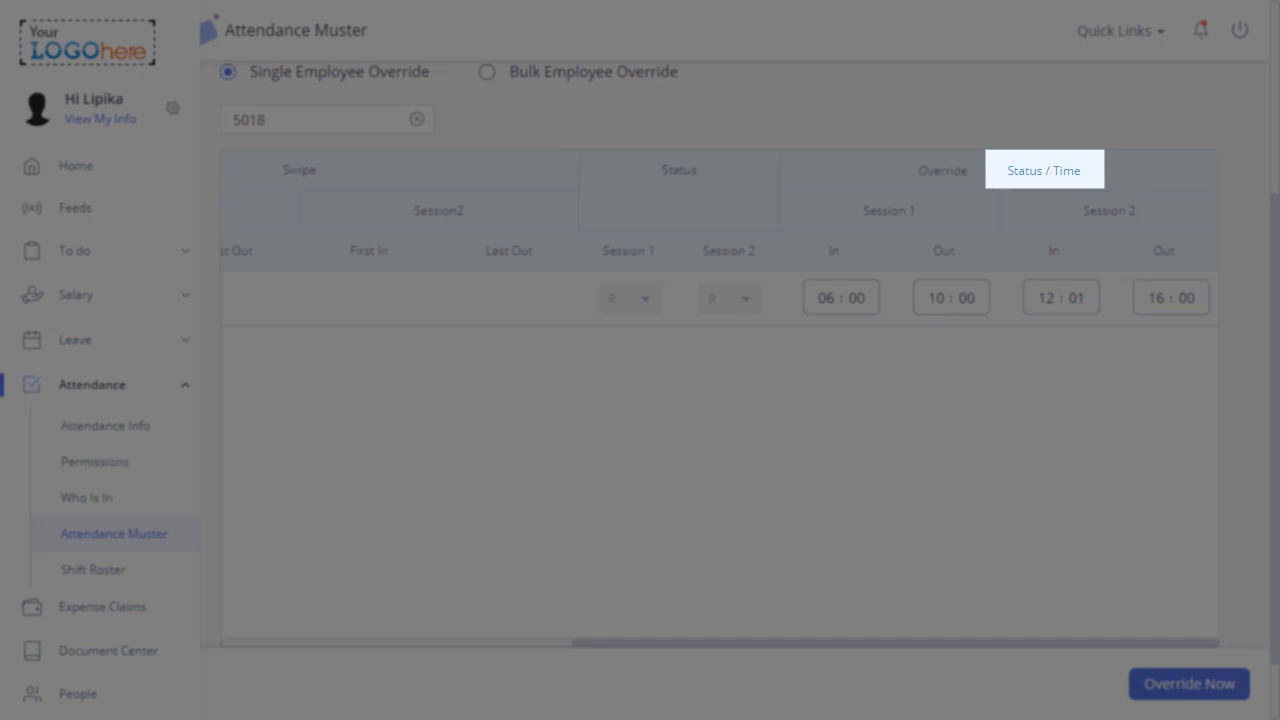 Your
LOGOhere
Hi Lipika
View My Info
Home
Feeds
To do
Salary
Leave
Attendance
Attendance Info
Permissions
Who Is In
Attendance Muster
Shift Roster
Expense Claims
Document Center
People
Attendance Muster
Quick Links
Single Employee Override
Bulk Employee Override
5018
Swipe
Status
Override
Status / Time
Session2
Session 1
Session 2
st Out
First In
Last Out
Session 1
Session 2
In
Out
In
Out
R
R
06 : 00
10 : 00
12 : 01
16 : 00
Override Now